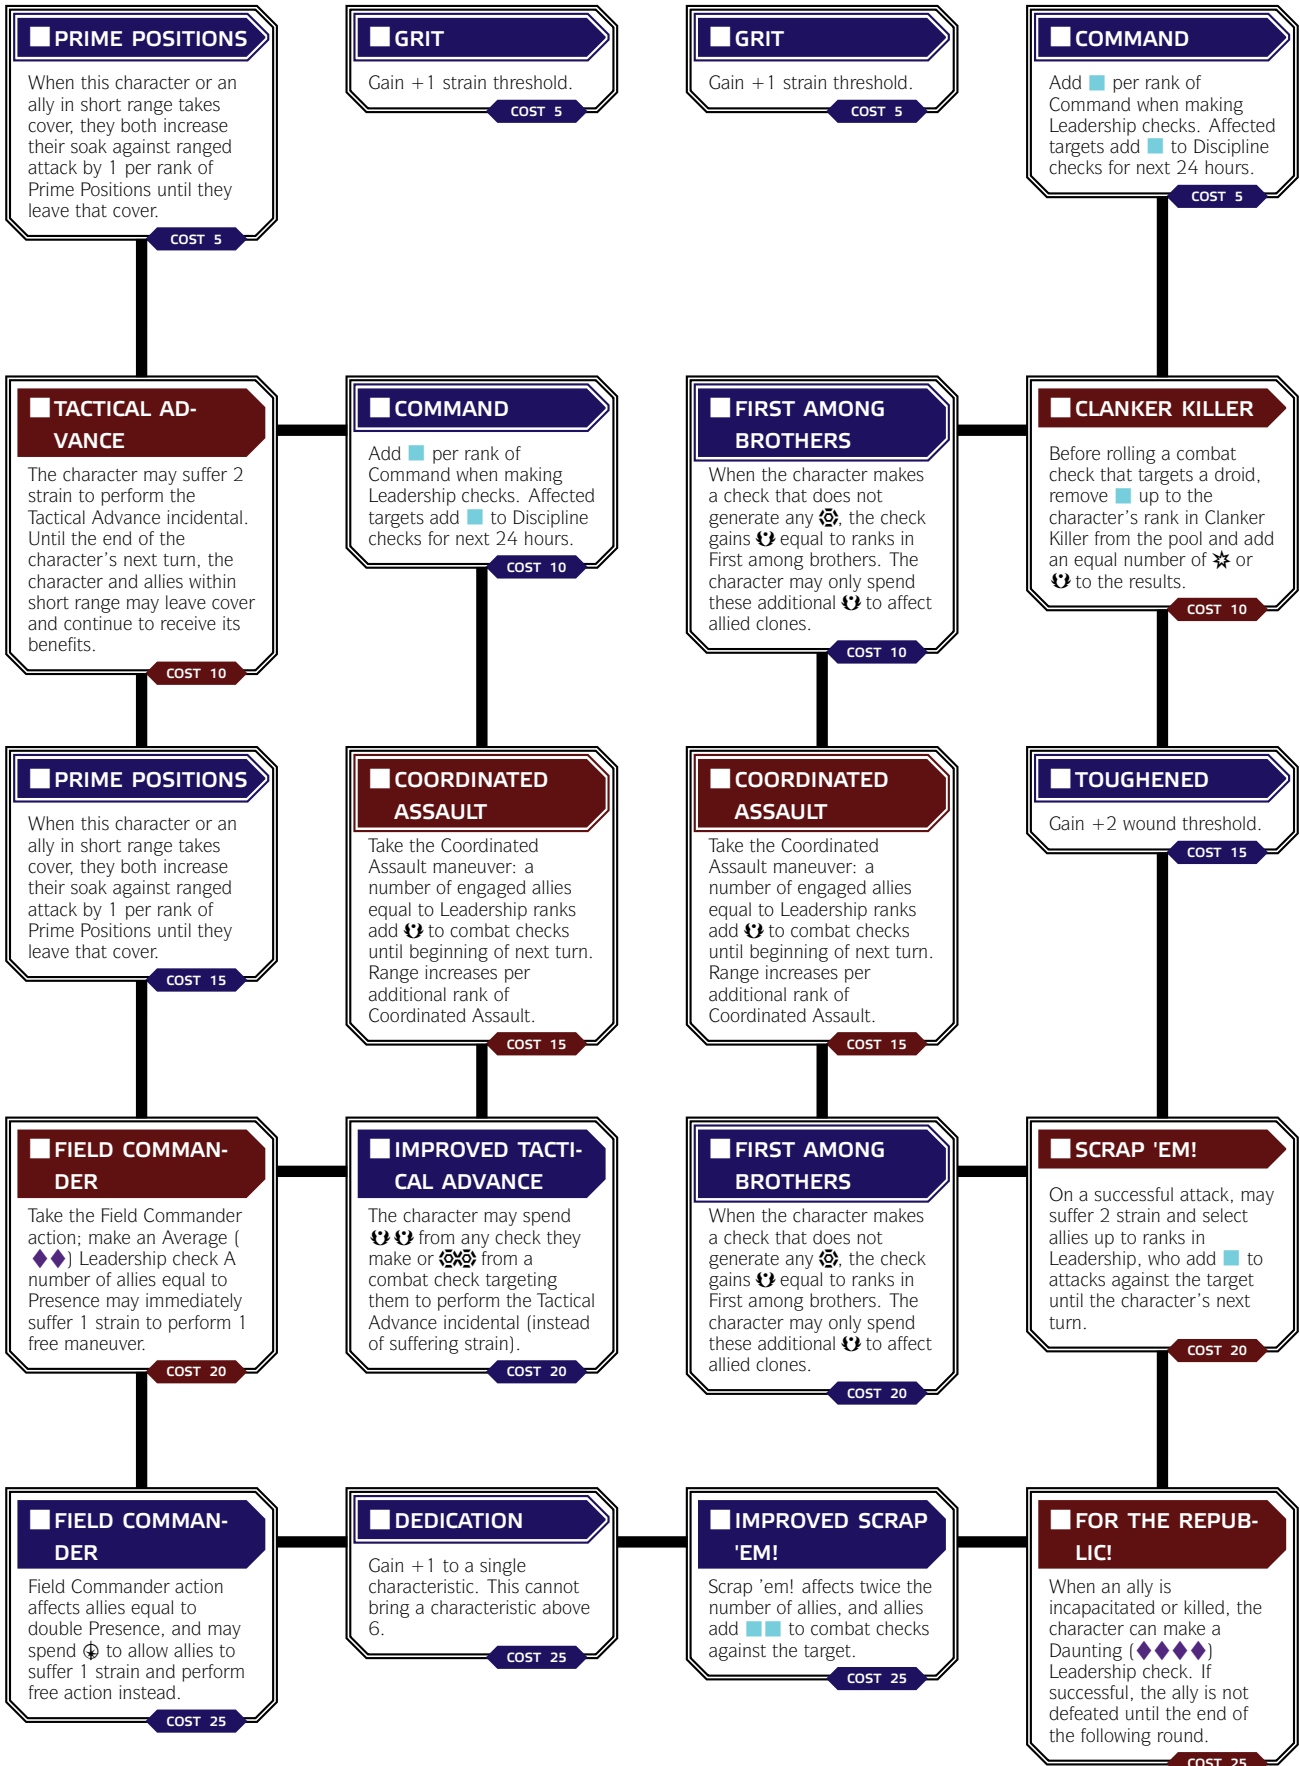 PRIME POSITIONS
When this character or an
ally in short range takes
cover, they both increase
their soak against ranged
attack by 1 per rank of
Prime Positions until they
leave that cover.
COST 5
GRIT
Gain +1 strain threshold.
COST 5
GRIT
Gain +1 strain threshold.
COST 5
COMMAND
Add per rank of
Command when making
Leadership checks. Affected
targets add to Discipline
checks for next 24 hours.
COST 5
TACTICAL AD-
VANCE
The character may suffer 2
strain to perform the
Tactical Advance incidental.
Until the end of the
character's next turn, the
character and allies within
short range may leave cover
and continue to receive its
benefits.
COST 10
COMMAND
Add per rank of
Command when making
Leadership checks. Affected
targets add to Discipline
checks for next 24 hours.
COST 10
FIRST AMONG
BROTHERS
When the character makes
a check that does not
generate any , the check
gains equal to ranks in
First among brothers. The
character may only spend
these additional to affect
allied clones.
COST 10
CLANKER KILLER
Before rolling a combat
check that targets a droid,
remove up to the
character's rank in Clanker
Killer from the pool and add
an equal number of or
to the results.
COST 10
PRIME POSITIONS
When this character or an
ally in short range takes
cover, they both increase
their soak against ranged
attack by 1 per rank of
Prime Positions until they
leave that cover.
COST 15
COORDINATED
ASSAULT
Take the Coordinated
Assault maneuver: a
number of engaged allies
equal to Leadership ranks
add to combat checks
until beginning of next turn.
Range increases per
additional rank of
Coordinated Assault.
COST 15
COORDINATED
ASSAULT
Take the Coordinated
Assault maneuver: a
number of engaged allies
equal to Leadership ranks
add to combat checks
until beginning of next turn.
Range increases per
additional rank of
Coordinated Assault.
COST 15
TOUGHENED
Gain +2 wound threshold.
COST 15
FIELD COMMAN-
DER
Take the Field Commander
action; make an Average (
) Leadership check A
number of allies equal to
Presence may immediately
suffer 1 strain to perform 1
free maneuver.
COST 20
IMPROVED TACTI-
CAL ADVANCE
The character may spend
from any check they
make or from a
combat check targeting
them to perform the Tactical
Advance incidental (instead
of suffering strain).
COST 20
FIRST AMONG
BROTHERS
When the character makes
a check that does not
generate any , the check
gains equal to ranks in
First among brothers. The
character may only spend
these additional to affect
allied clones.
COST 20
SCRAP 'EM!
On a successful attack, may
suffer 2 strain and select
allies up to ranks in
Leadership, who add to
attacks against the target
until the character's next
turn.
COST 20
FIELD COMMAN-
DER
Field Commander action
affects allies equal to
double Presence, and may
spend to allow allies to
suffer 1 strain and perform
free action instead.
COST 25
DEDICATION
Gain +1 to a single
characteristic. This cannot
bring a characteristic above
6.
COST 25
IMPROVED SCRAP
'EM!
Scrap 'em! affects twice the
number of allies, and allies
add to combat checks
against the target.
COST 25
FOR THE REPUB-
LIC!
When an ally is
incapacitated or killed, the
character can make a
Daunting ( )
Leadership check. If
successful, the ally is not
defeated until the end of
the following round.
COST 25